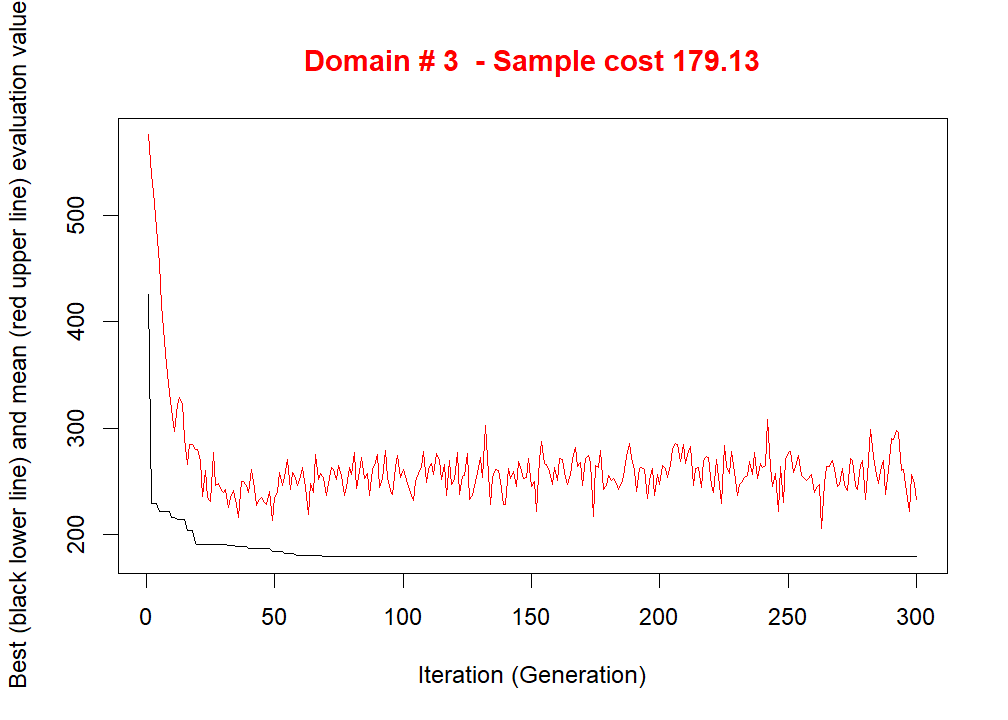 Domain # 3  - Sample cost 179.13
Best (black lower line) and mean (red upper line) evaluation value
500
400
300
200
0 50 100 150 200 250 300
Iteration (Generation)